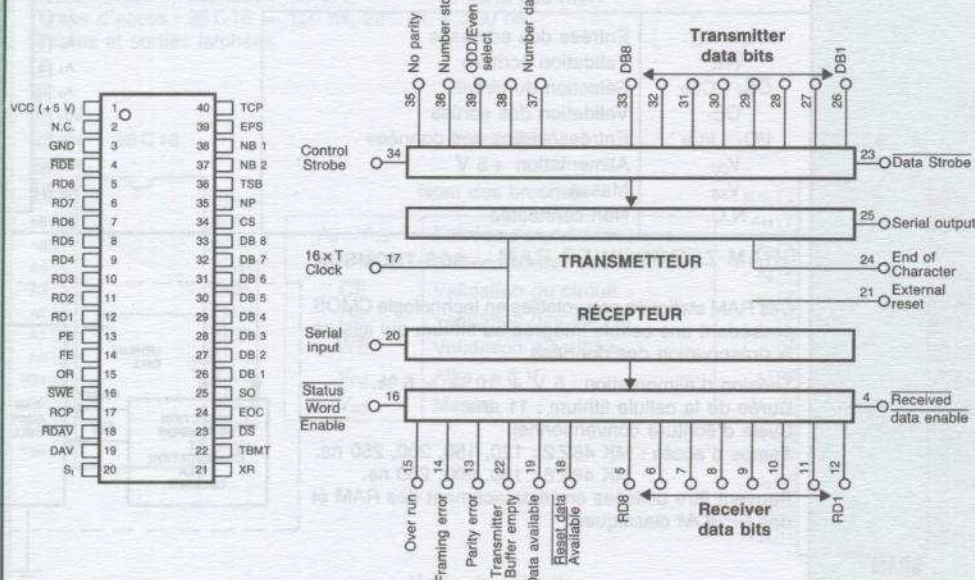 VCC (+5 V) 1 40 TCP
N.C. 2 39 EPS
GND 3 38 NB 1
RDE 4 37 NB 2
RD8 5 36 TSB
RD7 6 35 NP
RD6 7 34 CS
RD5 8 33 DB 8
RD4 9 32 DB 7
RD3 10 31 DB 6
RD2 11 30 DB 5
RD1 12 29 DB 4
PE 13 28 DB 3
FE 14 27 DB 2
OR 15 26 DB 1
SWE 16 25 SO
RCP 17 24 EOC
RDAV 18 23 DS
DAV 19 22 TBMT
S₁ 20 21 XR
35 No parity
36 Number
39 ODD/Even select
38
37 Number
33 DB8
32
31
30
29
28
27
26 DB1
Transmitter
data bits
Control
Strobe
34
23 Data Strobe
25 Serial output
16 x T
Clock
17
TRANSMETTEUR
24 End of
Character
21 External
reset
RÉCEPTEUR
Serial
input
20
Status
Word
Enable
16
4 Received
data enable
15 Over run
14 Framing error
13 Parity error
22 Transmitter
Buffer empty
19 Data available
18 Reset data
Available
5 RD8
6
7
8
9
10
11
12 RD1
Receiver
data bits